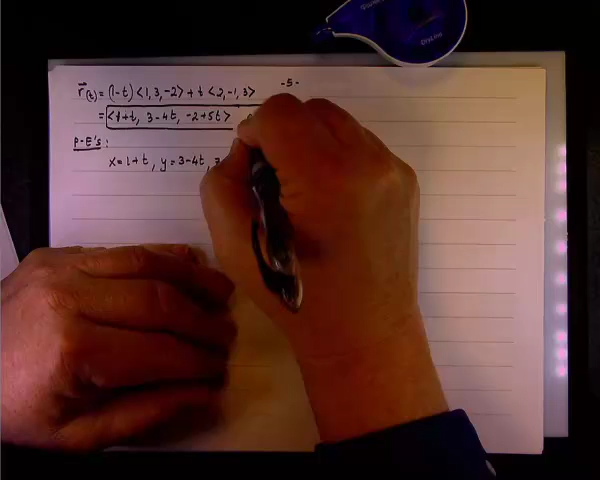 -5-
r⃗(t) = (1-t) <1, 3, -2> + t <2, -1, 3>
= <1+t, 3-4t, -2+5t>
P-E's:
x = 1+t, y = 3-4t,